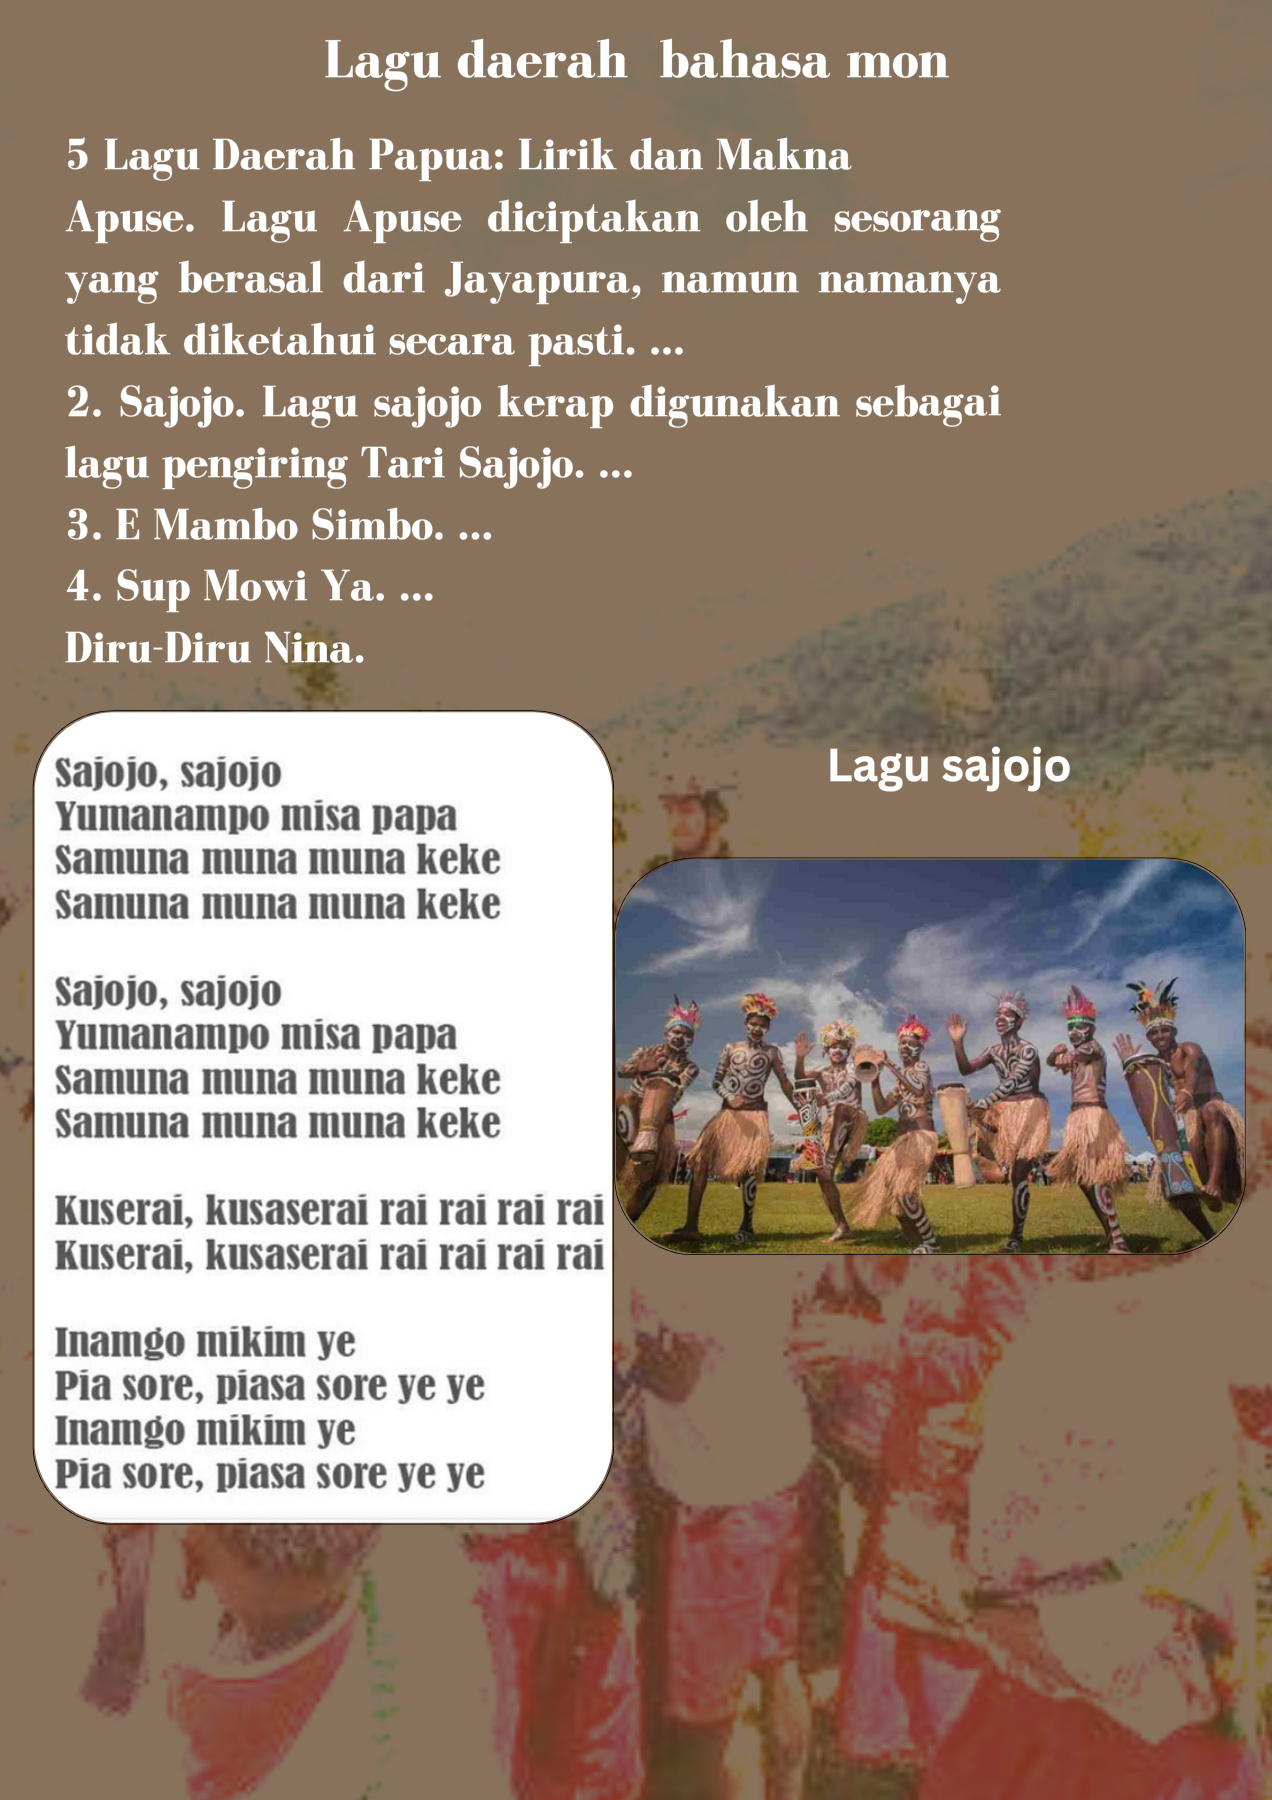 Lagu daerah bahasa mon
5 Lagu Daerah Papua: Lirik dan Makna
Apuse. Lagu Apuse diciptakan oleh sesorang
yang berasal dari Jayapura, namun namanya
tidak diketahui secara pasti. ...
2. Sajojo. Lagu sajojo kerap digunakan sebagai
lagu pengiring Tari Sajojo. ...
3. E Mambo Simbo. ...
4. Sup Mowi Ya. ...
Diru-Diru Nina.
Sajojo, sajojo
Yumanampo misa papa
Samuna muna muna keke
Samuna muna muna keke
Sajojo, sajojo
Yumanampo misa papa
Samuna muna muna keke
Samuna muna muna keke
Kuserai, kusaserai rai rai rai rai
Kuserai, kusaserai rai rai rai rai
Inamgo mikim ye
Pia sore, piasa sore ye ye
Inamgo mikim ye
Pia sore, piasa sore ye ye
Lagu sajojo